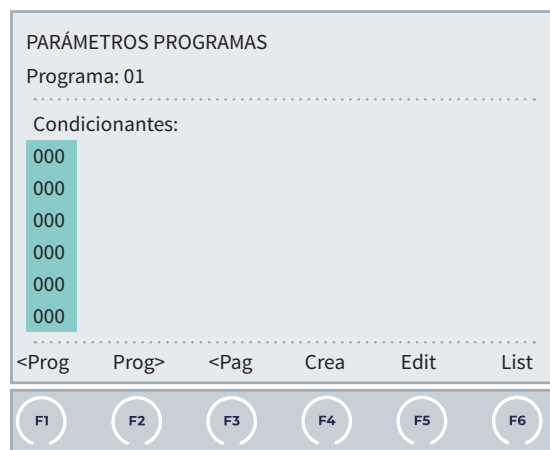 PARÁMETROS PROGRAMAS
Programa: 01
Condicionantes:
000
000
000
000
000
000
<Prog Prog> <Pag Crea Edit List
F1 F2 F3 F4 F5 F6